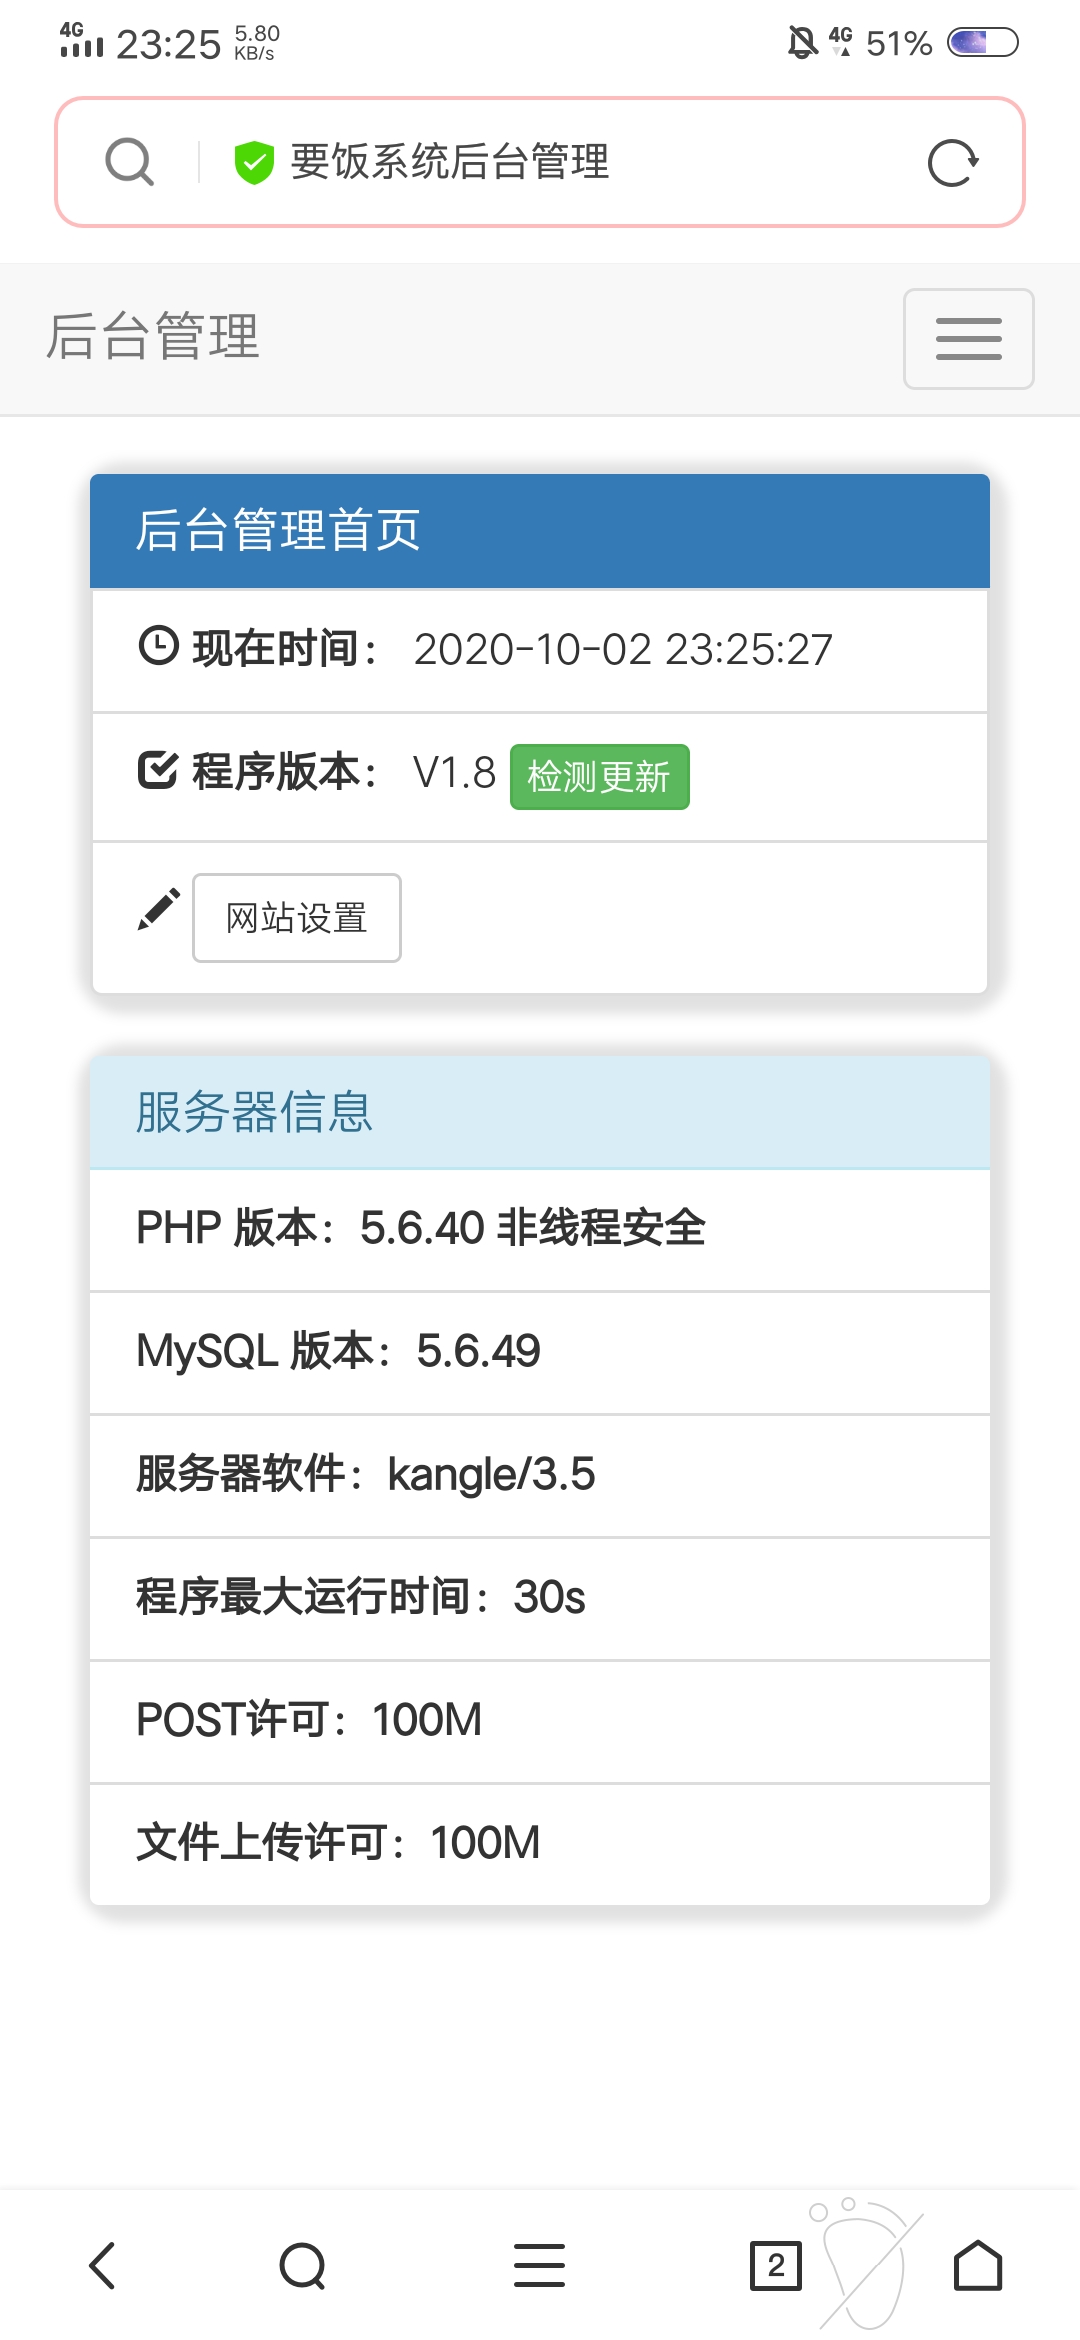 4G 23:25 5.80 KB/s 4G 51%
要饭系统后台管理
后台管理
后台管理首页
现在时间： 2020-10-02 23:25:27
程序版本： V1.8 检测更新
网站设置
服务器信息
PHP 版本：5.6.40 非线程安全
MySQL 版本：5.6.49
服务器软件：kangle/3.5
程序最大运行时间：30s
POST许可：100M
文件上传许可：100M
2